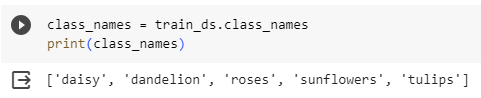 class_names = train_ds.class_names
print(class_names)
['daisy', 'dandelion', 'roses', 'sunflowers', 'tulips']